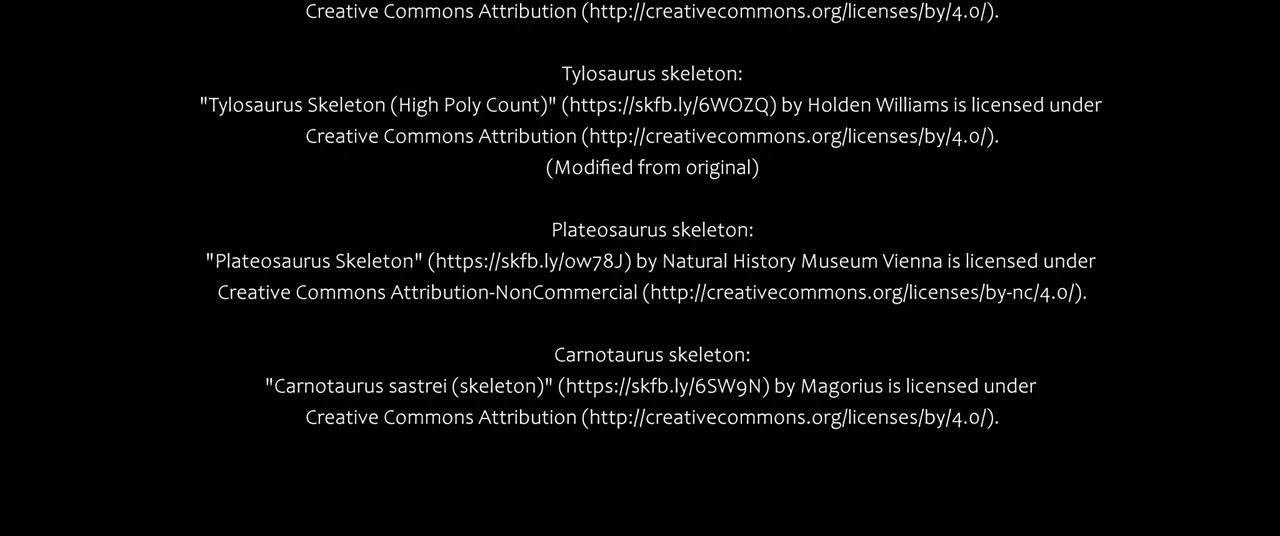 Creative Commons Attribution (http://creativecommons.org/licenses/by/4.0/).
Tylosaurus skeleton:
"Tylosaurus Skeleton (High Poly Count)" (https://skfb.ly/6WOZQ) by Holden Williams is licensed under
Creative Commons Attribution (http://creativecommons.org/licenses/by/4.0/).
(Modified from original)
Plateosaurus skeleton:
"Plateosaurus Skeleton" (https://skfb.ly/ow78J) by Natural History Museum Vienna is licensed under
Creative Commons Attribution-NonCommercial (http://creativecommons.org/licenses/by-nc/4.0/).
Carnotaurus skeleton:
"Carnotaurus sastrei (skeleton)" (https://skfb.ly/6SW9N) by Magorius is licensed under
Creative Commons Attribution (http://creativecommons.org/licenses/by/4.0/).